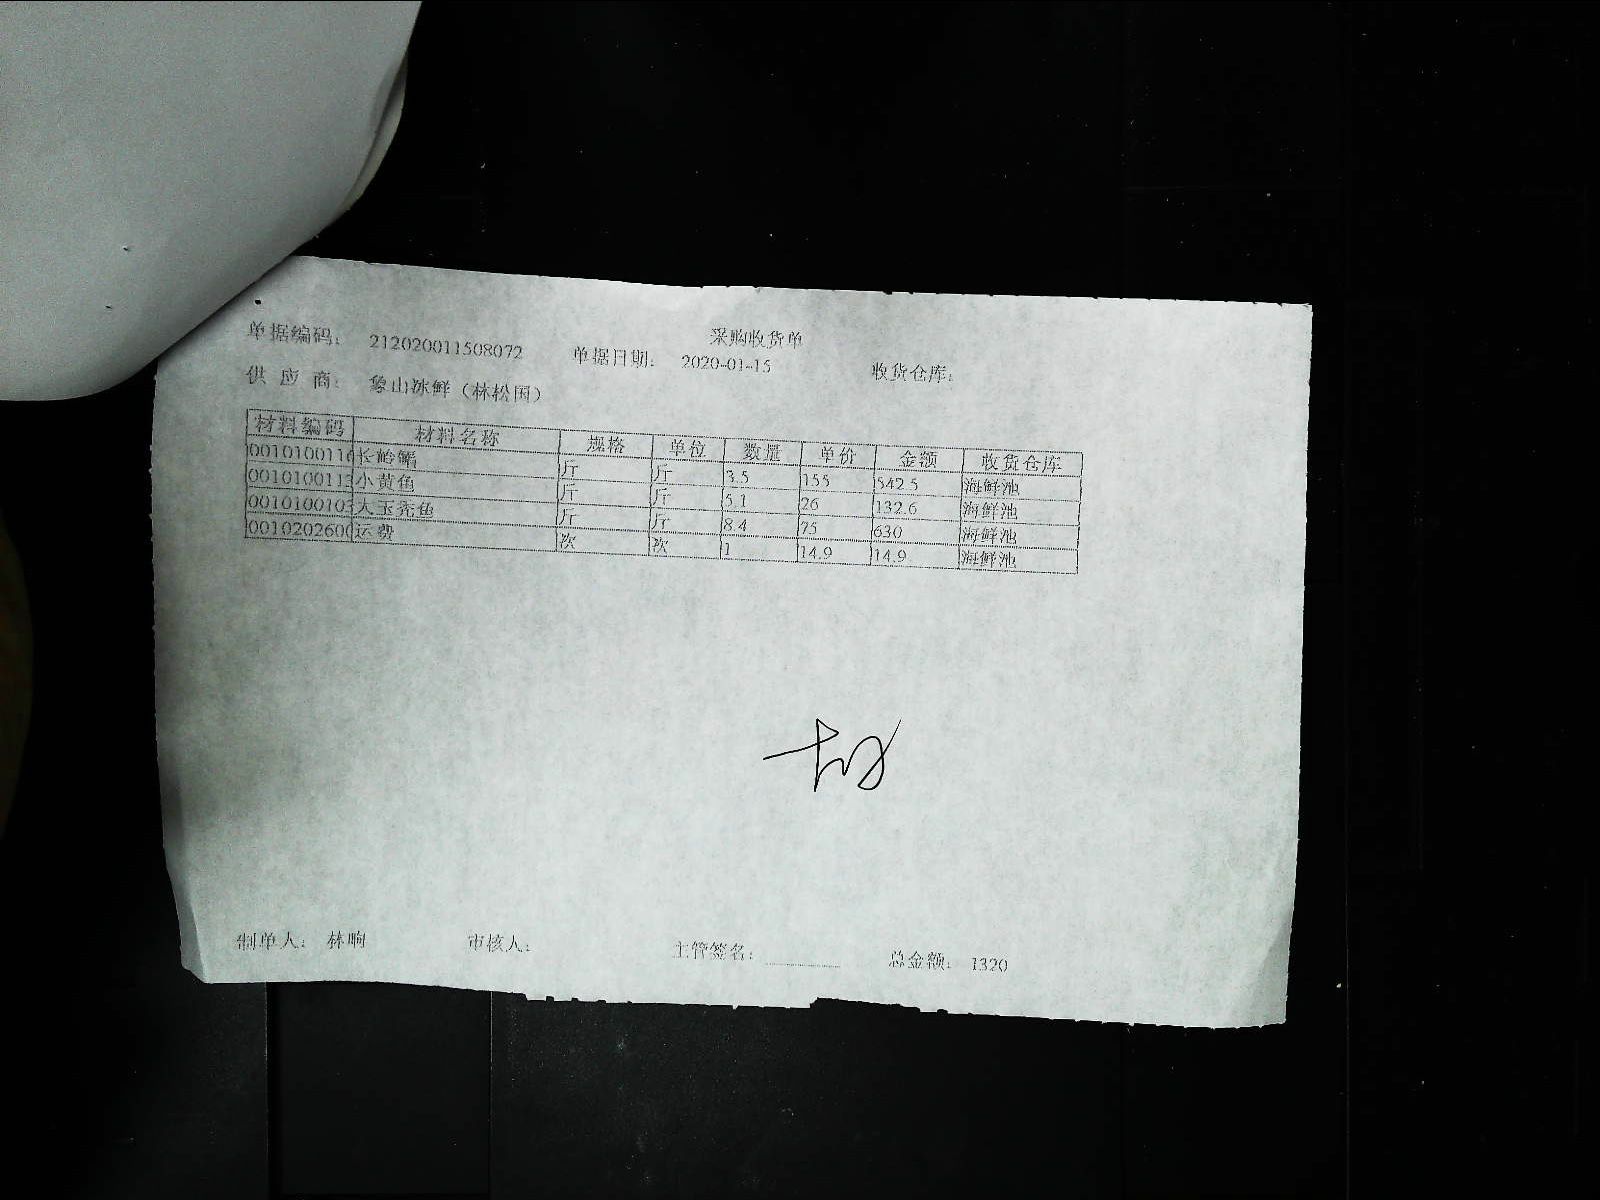 采购收货单
单据编码： 212020011508072 单据日期： 2020-01-15 收货仓库：
供 应 商： 象山冰鲜（林松国）
材料编码 材料名称 规格 单位 数量 单价 金额 收货仓库
0010100116 斤 斤 3.5 155 542.5 海鲜池
0010100113 小黄鱼 斤 斤 5.1 26 132.6 海鲜池
001010010 大玉秃鱼 斤 斤 8.4 75 630 海鲜池
0010202600 运费 次 次 1 14.9 14.9 海鲜池
制单人： 林晌 审核人： 主管签名： 总金额： 1320